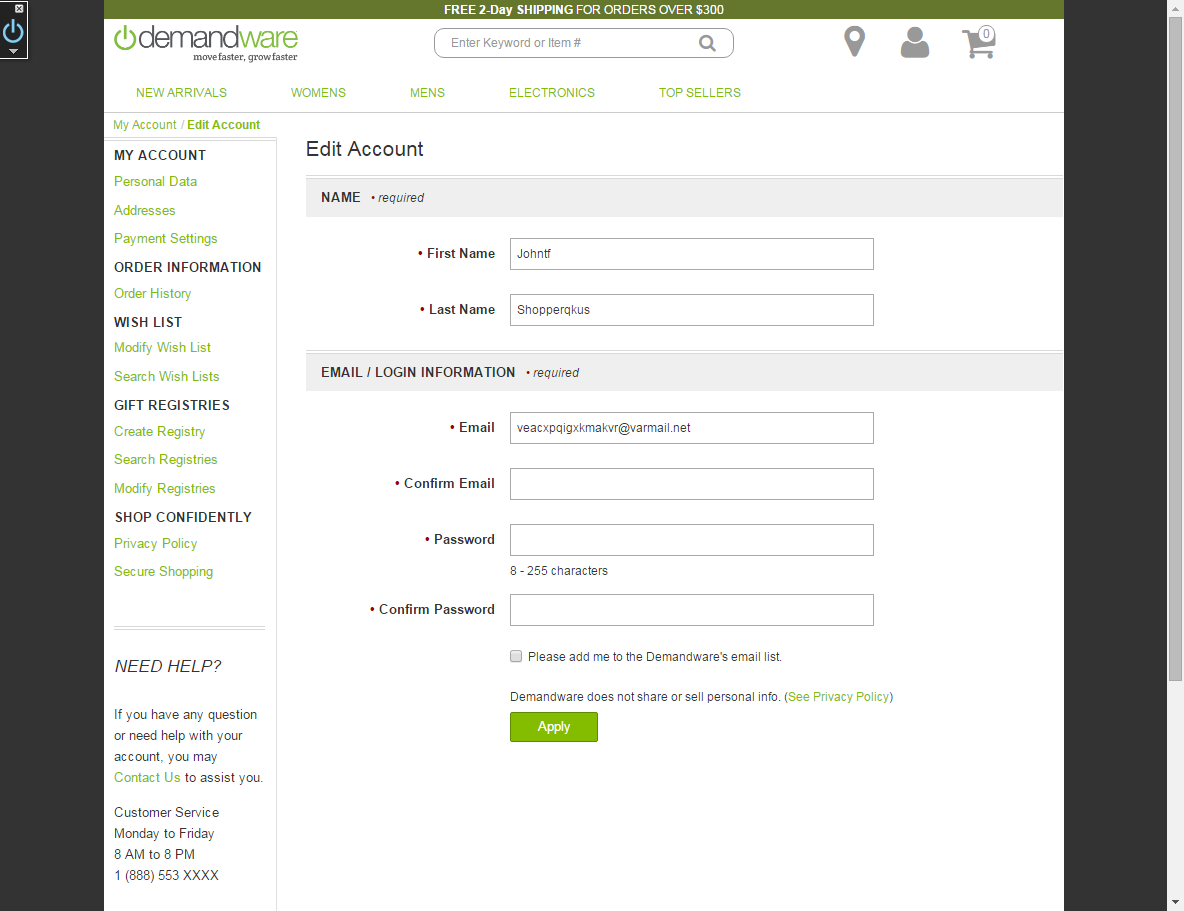 FREE 2-Day SHIPPING FOR ORDERS OVER $300
demandware
move faster, grow faster
Enter Keyword or Item #
0
NEW ARRIVALS WOMENS MENS ELECTRONICS TOP SELLERS
My Account / Edit Account
MY ACCOUNT
Personal Data
Addresses
Payment Settings
ORDER INFORMATION
Order History
WISH LIST
Modify Wish List
Search Wish Lists
GIFT REGISTRIES
Create Registry
Search Registries
Modify Registries
SHOP CONFIDENTLY
Privacy Policy
Secure Shopping
NEED HELP?
If you have any question
or need help with your
account, you may
Contact Us to assist you.
Customer Service
Monday to Friday
8 AM to 8 PM
1 (888) 553 XXXX
Edit Account
NAME • required
• First Name Johntf
• Last Name Shopperqkus
EMAIL / LOGIN INFORMATION • required
• Email veacxpqigxkmakvr@varmail.net
• Confirm Email
• Password
8 - 255 characters
• Confirm Password
Please add me to the Demandware's email list.
Demandware does not share or sell personal info. (See Privacy Policy)
Apply